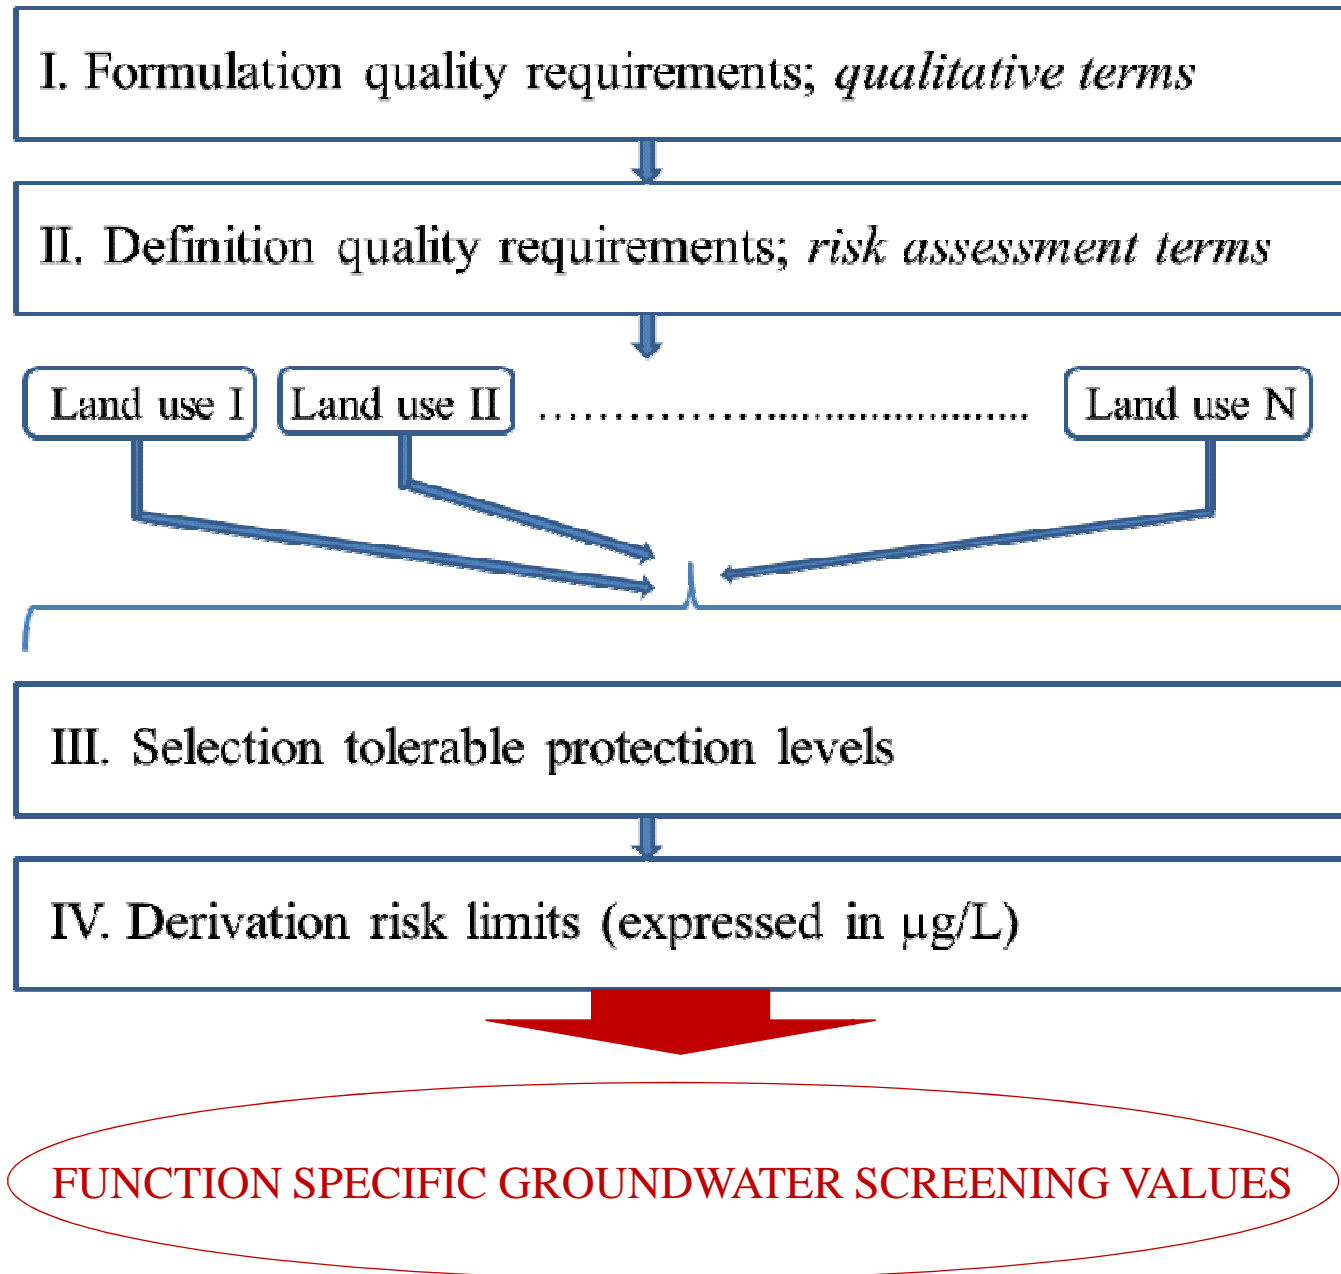 I. Formulation quality requirements; qualitative terms
II. Definition quality requirements; risk assessment terms
Land use I Land use II ........................................ Land use N
III. Selection tolerable protection levels
IV. Derivation risk limits (expressed in µg/L)
FUNCTION SPECIFIC GROUNDWATER SCREENING VALUES